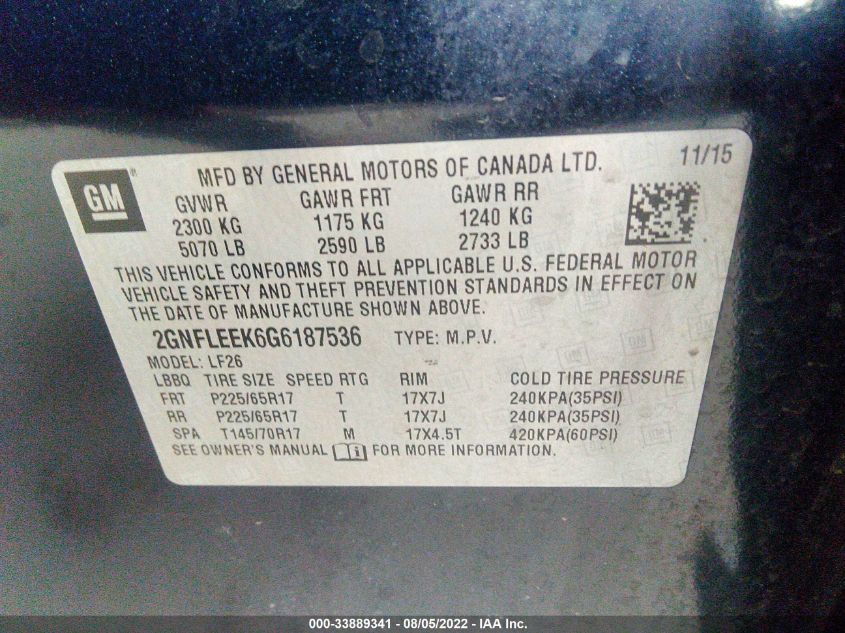 GM
MFD BY GENERAL MOTORS OF CANADA LTD. 11/15
GVWR GAWR FRT GAWR RR
2300 KG 1175 KG 1240 KG
5070 LB 2590 LB 2733 LB
THIS VEHICLE CONFORMS TO ALL APPLICABLE U.S. FEDERAL MOTOR
VEHICLE SAFETY AND THEFT PREVENTION STANDARDS IN EFFECT ON
THE DATE OF MANUFACTURE SHOWN ABOVE.
2GNFLEEK6G6187536 TYPE: M.P.V.
MODEL: LF26
LBBQ TIRE SIZE SPEED RTG RIM COLD TIRE PRESSURE
FRT P225/65R17 T 17X7J 240KPA(35PSI)
RR P225/65R17 T 17X7J 240KPA(35PSI)
SPA T145/70R17 M 17X4.5T 420KPA(60PSI)
SEE OWNER'S MANUAL FOR MORE INFORMATION.
000-33889341 - 08/05/2022 - IAA Inc.